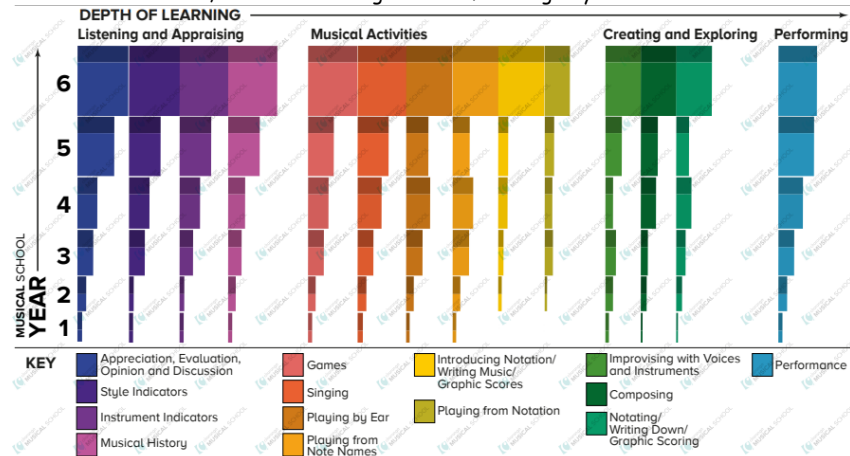 DEPTH OF LEARNING
Listening and Appraising
Musical Activities
Creating and Exploring
Performing
6
5
4
3
2
1
MUSICAL SCHOOL
YEAR
KEY
Appreciation, Evaluation,
Opinion and Discussion
Style Indicators
Instrument Indicators
Musical History
Games
Singing
Playing by Ear
Playing from
Note Names
Introducing Notation/
Writing Music/
Graphic Scores
Playing from Notation
Improvising with Voices
and Instruments
Composing
Notating/
Writing Down/
Graphic Scoring
Performance
MUSICAL SCHOOL